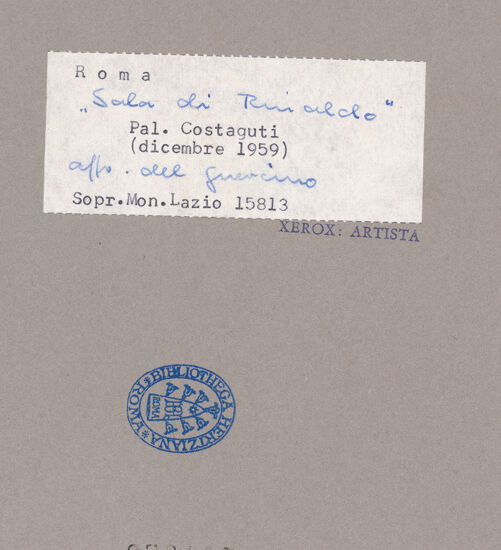 Roma
„Sala di Rinaldo"
Pal. Costaguti
(dicembre 1959)
affr. del Guercino
Sopr.Mon.Lazio 15813
XEROX: ARTISTA
BIBLIOTHECA HERTZIANA * ROMA *
ROMA